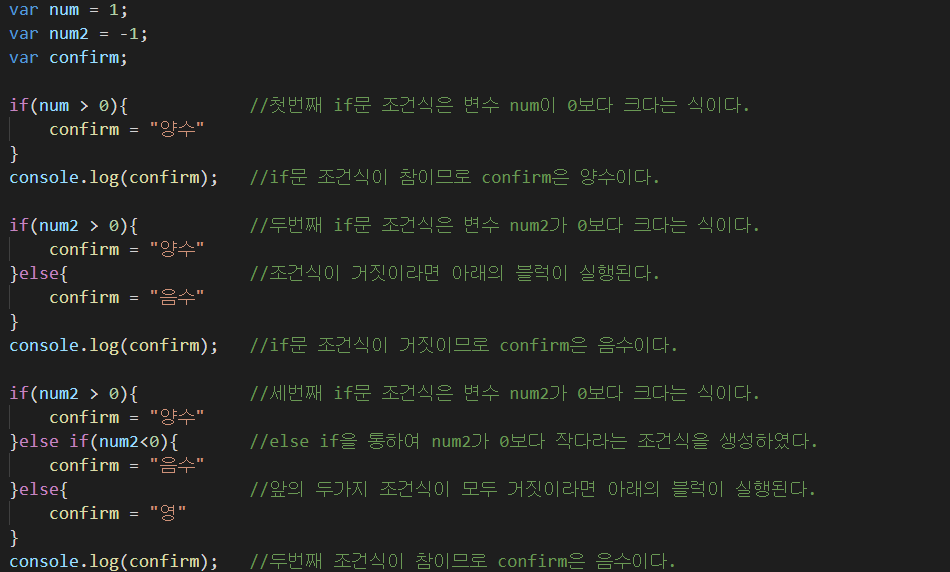 var num = 1;
var num2 = -1;
var confirm;
if(num > 0){ //첫번째 if문 조건식은 변수 num이 0보다 크다는 식이다.
confirm = "양수"
}
console.log(confirm); //if문 조건식이 참이므로 confirm은 양수이다.
if(num2 > 0){ //두번째 if문 조건식은 변수 num2가 0보다 크다는 식이다.
confirm = "양수"
}else{ //조건식이 거짓이라면 아래의 블럭이 실행된다.
confirm = "음수"
}
console.log(confirm); //if문 조건식이 거짓이므로 confirm은 음수이다.
if(num2 > 0){ //세번째 if문 조건식은 변수 num2가 0보다 크다는 식이다.
confirm = "양수"
}else if(num2<0){ //else if을 통하여 num2가 0보다 작다라는 조건식을 생성하였다.
confirm = "음수"
}else{ //앞의 두가지 조건식이 모두 거짓이라면 아래의 블럭이 실행된다.
confirm = "영"
}
console.log(confirm); //두번째 조건식이 참이므로 confirm은 음수이다.